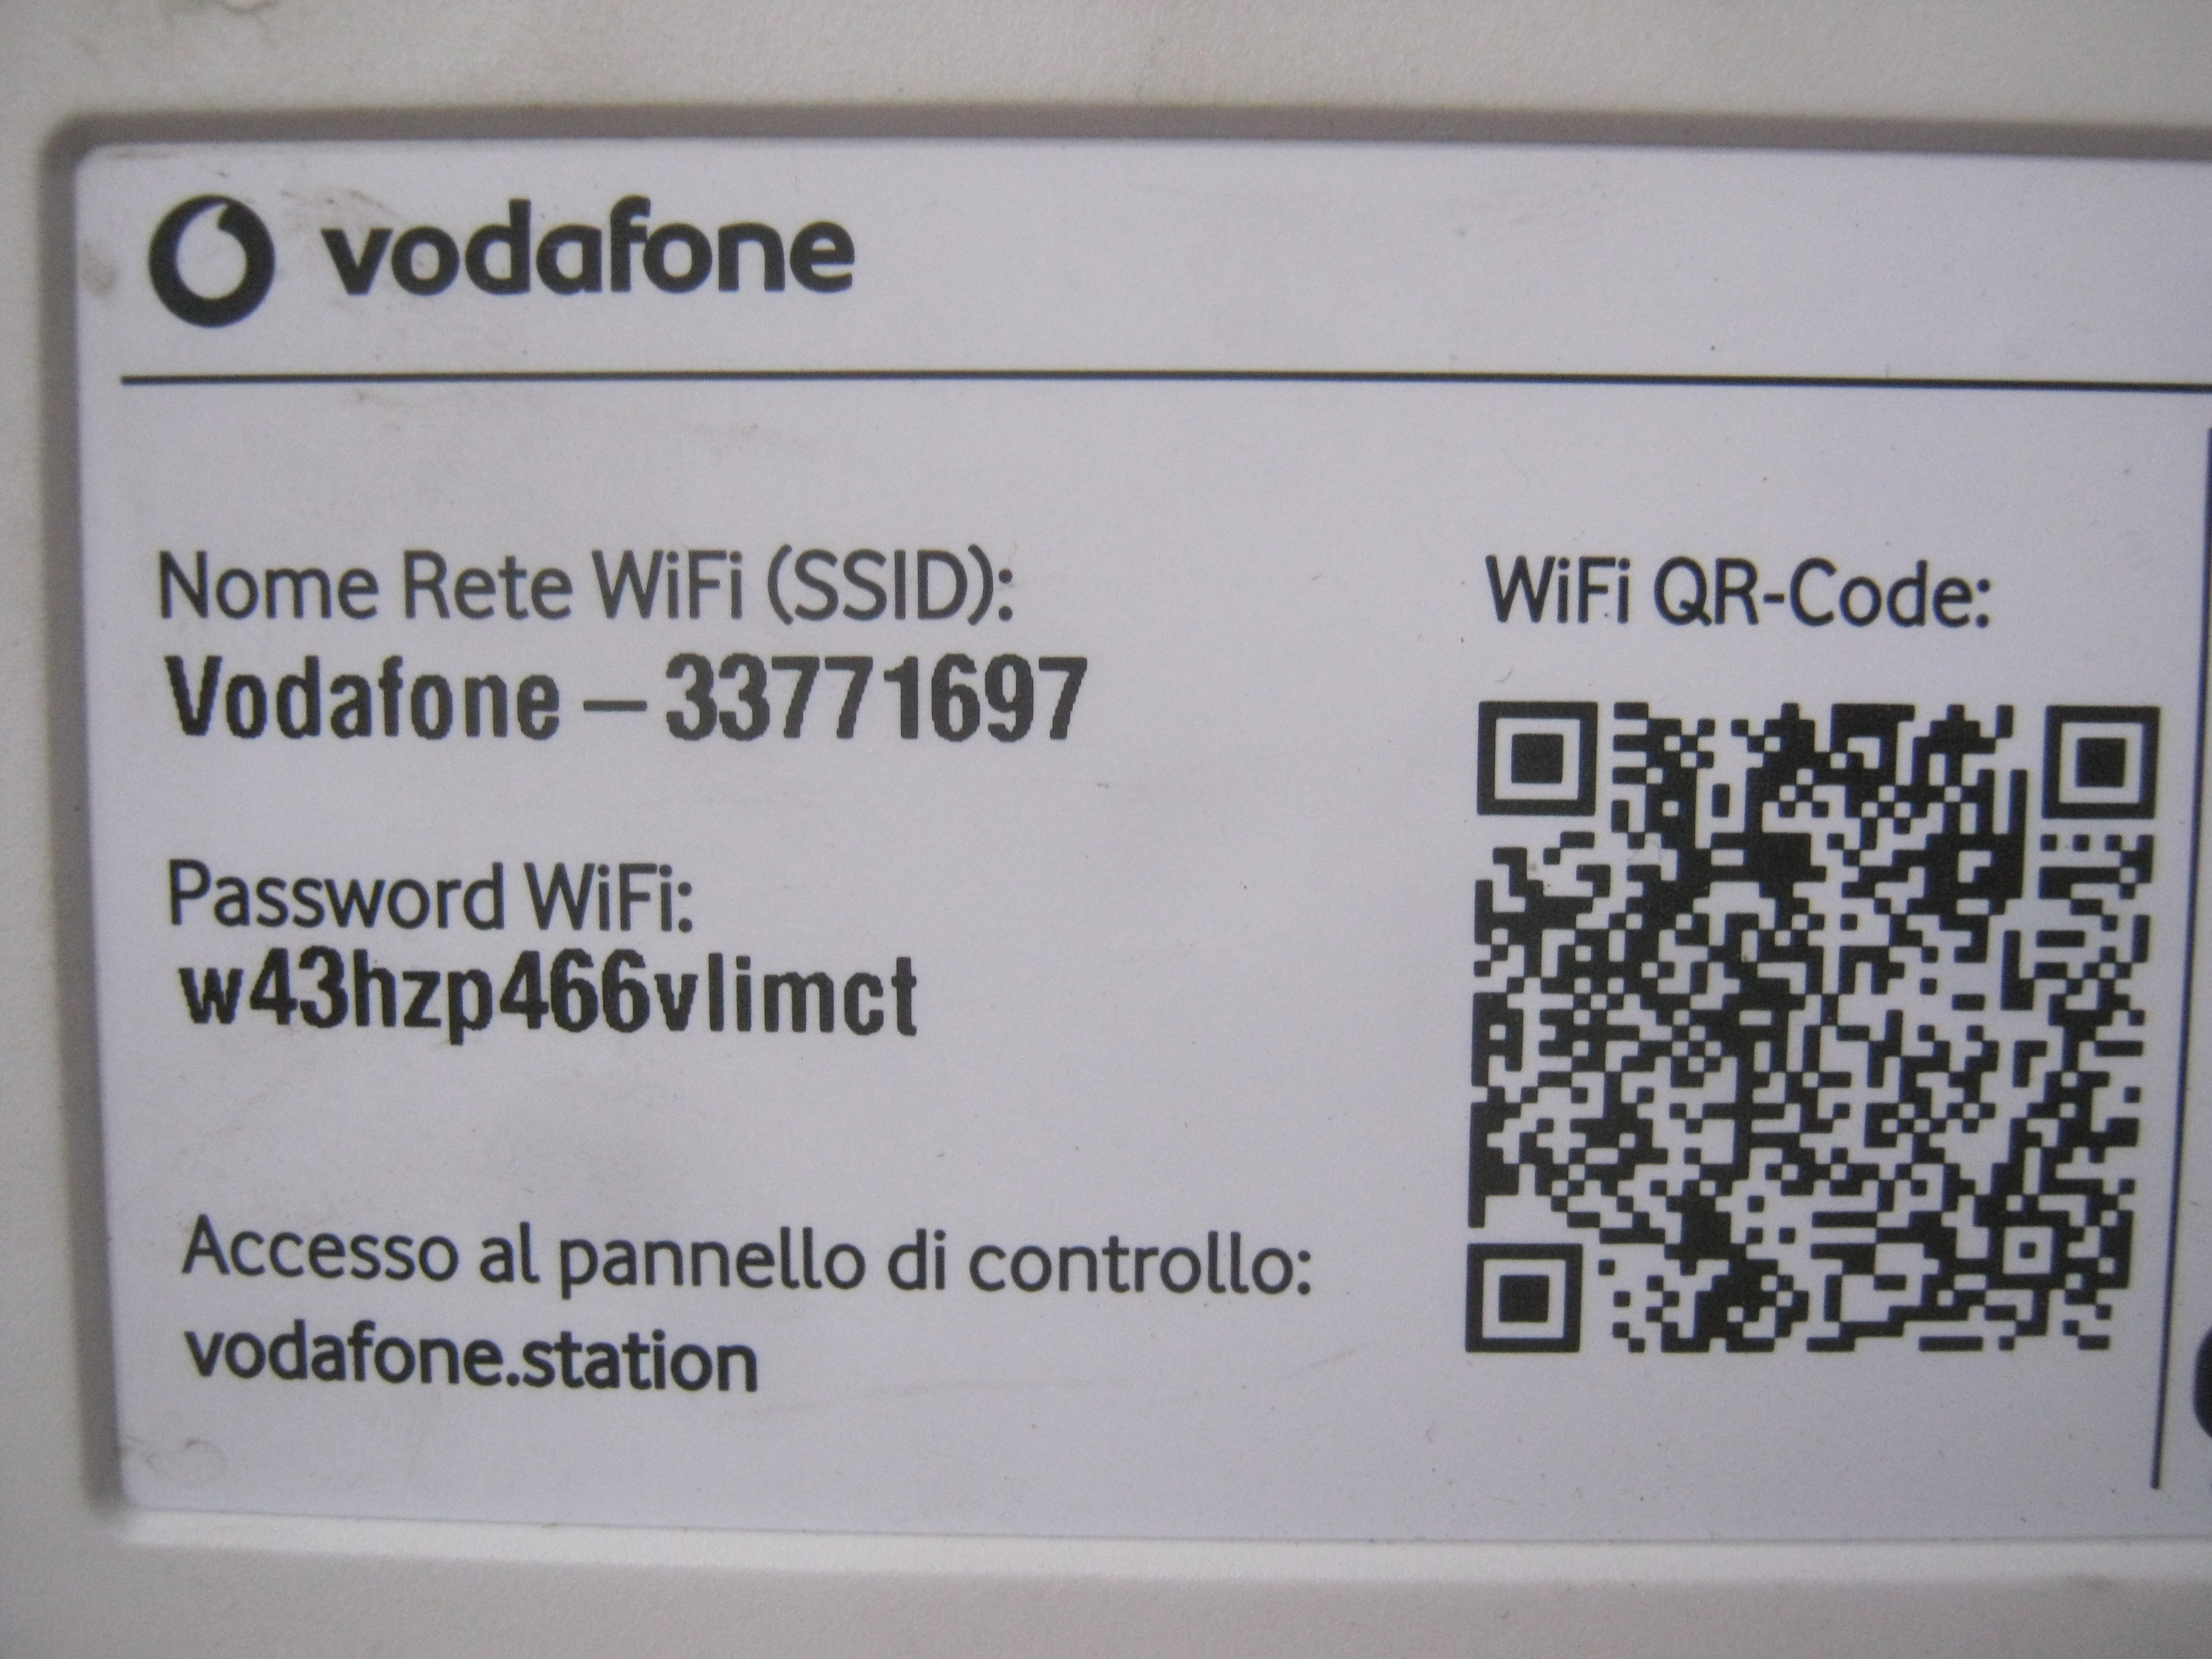 vodafone
Nome Rete WiFi (SSID):
Vodafone – 33771697
WiFi QR-Code:
Password WiFi:
w43hzp466vlimct
Accesso al pannello di controllo:
vodafone.station